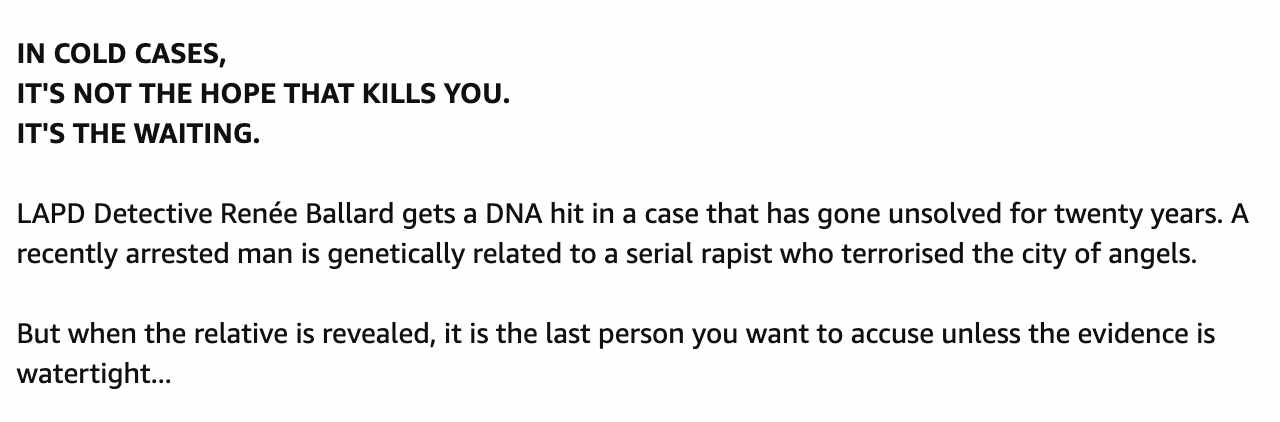 IN COLD CASES,
IT'S NOT THE HOPE THAT KILLS YOU.
IT'S THE WAITING.
LAPD Detective Renée Ballard gets a DNA hit in a case that has gone unsolved for twenty years. A
recently arrested man is genetically related to a serial rapist who terrorised the city of angels.
But when the relative is revealed, it is the last person you want to accuse unless the evidence is
watertight...